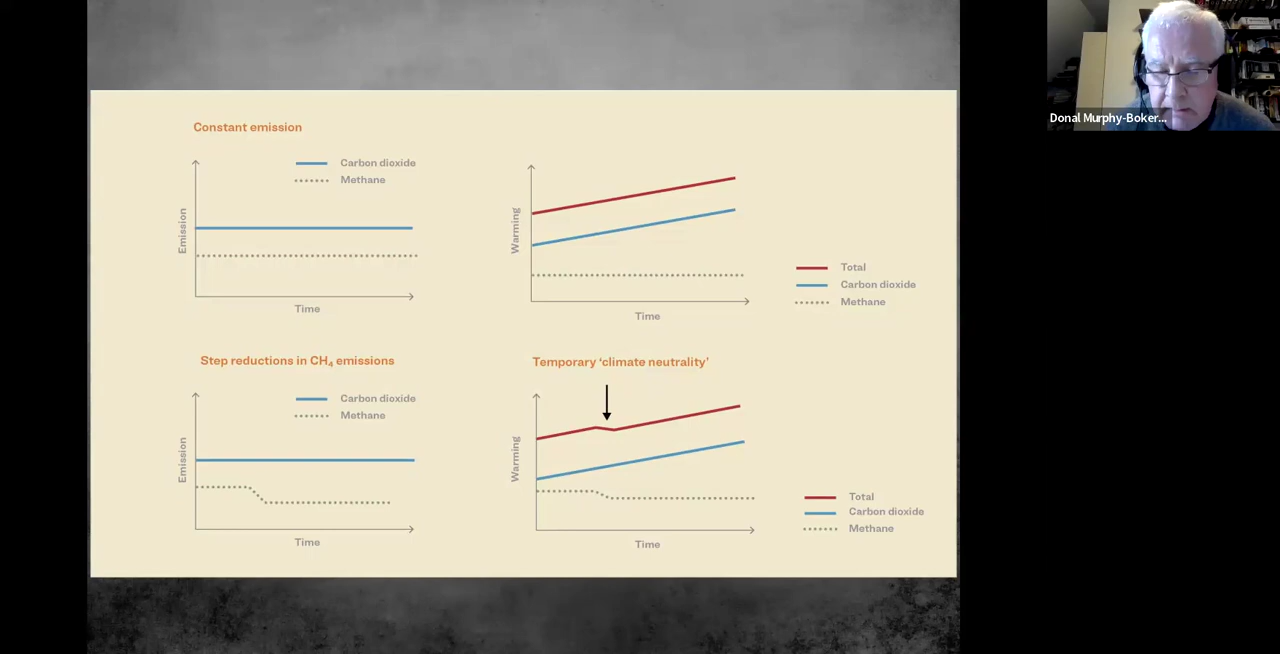 Constant emission
Carbon dioxide
Methane
Emission
Time
Warming
Time
Total
Carbon dioxide
Methane
Step reductions in CH₄ emissions
Carbon dioxide
Methane
Emission
Time
Temporary ‘climate neutrality’
Warming
Time
Total
Carbon dioxide
Methane
Donal Murphy-Boker...